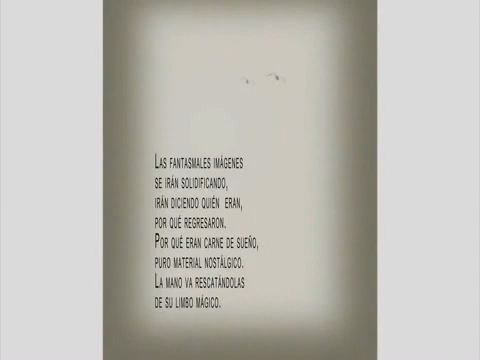 Las fantasmales imágenes
se irán solidificando,
irán diciendo quién eran,
por qué regresaron.
Por qué eran carne de sueño,
puro material nostálgico.
La mano va rescatándolas
de su limbo mágico.